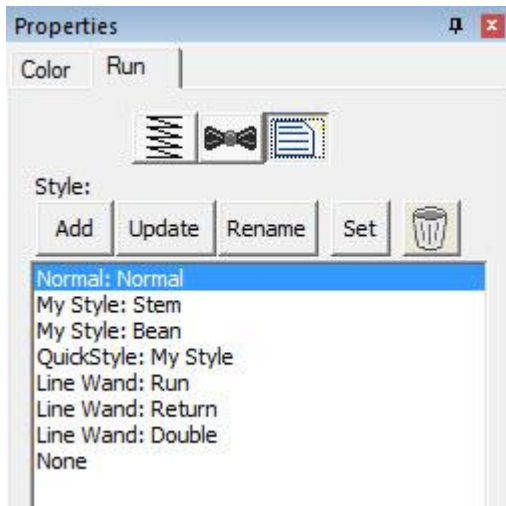 Properties
Color Run
Style:
Add Update Rename Set
Normal: Normal
My Style: Stem
My Style: Bean
QuickStyle: My Style
Line Wand: Run
Line Wand: Return
Line Wand: Double
None